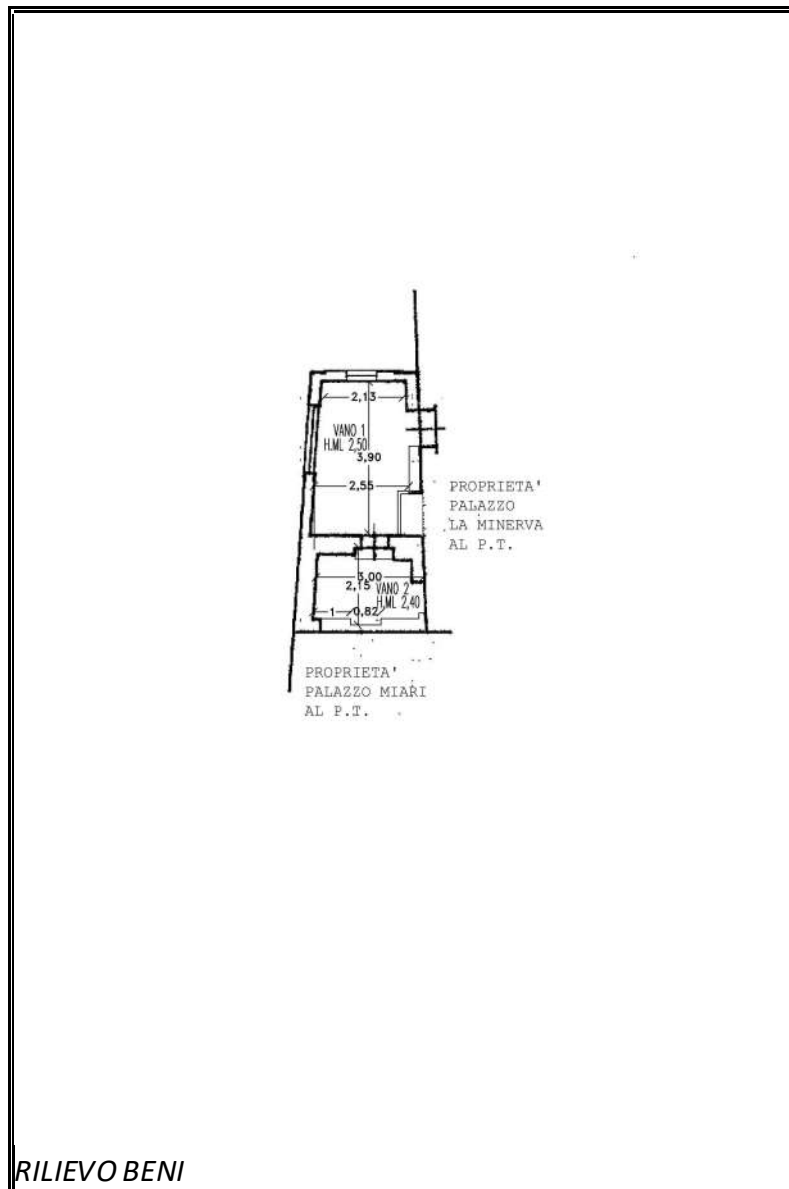 2,13
VANO 1
H.ML 2,50
3,90
2,55
PROPRIETA'
PALAZZO
LA MINERVA
AL P.T.
3,00
2,15
VANO 2
H.ML 2,40
1
0,82
PROPRIETA'
PALAZZO MIARI
AL P.T.
RILIEVO BENI